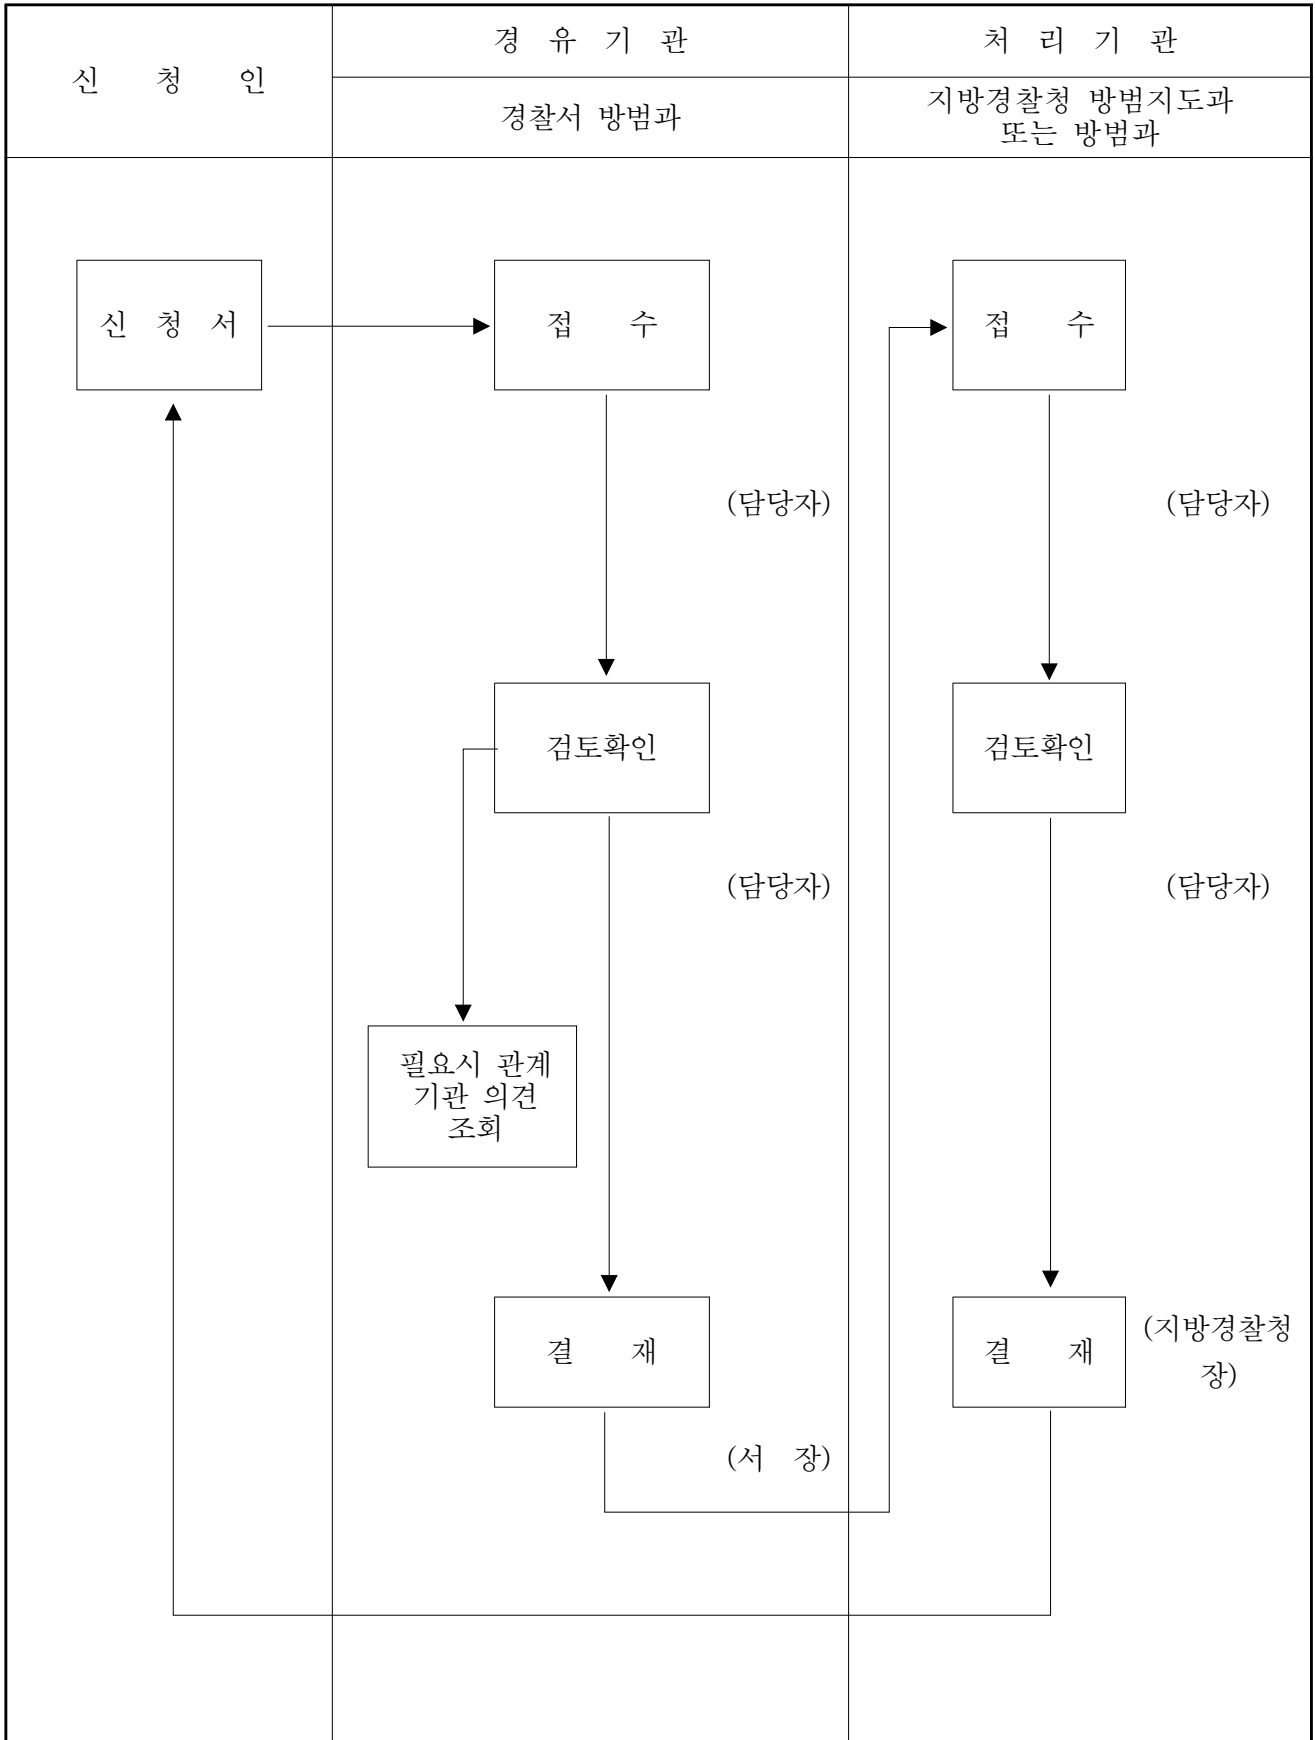 신 청 인
경 유 기 관
처 리 기 관
경찰서 방범과
지방경찰청 방범지도과
또는 방범과
신 청 서
접 수
접 수
(담당자)
(담당자)
검토확인
검토확인
(담당자)
(담당자)
필요시 관계
기관 의견
조회
결 재
결 재
(지방경찰청
장)
(서 장)